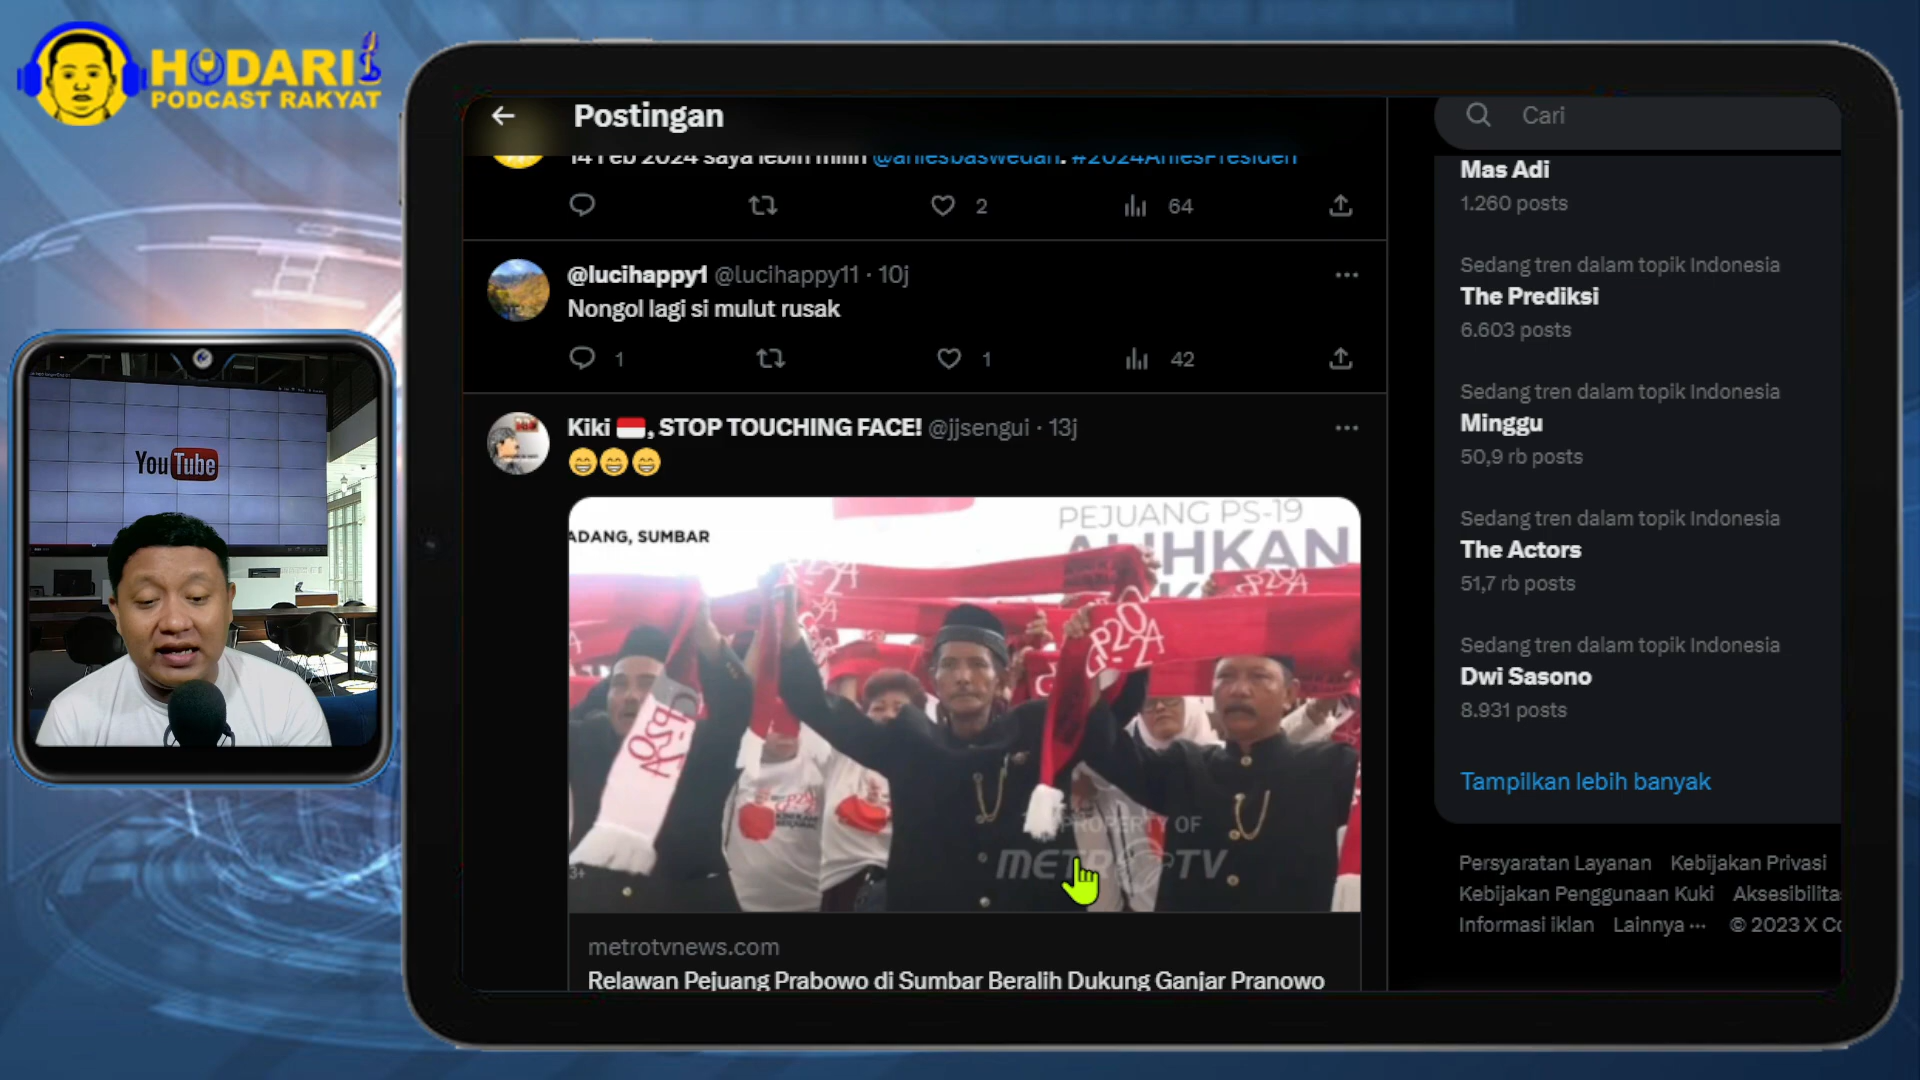 HODARI
PODCAST RAKYAT
YouTube
Postingan
14 Feb 2024 saya lebih milih @aniesbaswedan. #2024AniesPresiden
2
64
@lucihappy1 @lucihappy11 · 10j
Nongol lagi si mulut rusak
1
1
42
Kiki 🇮🇩, STOP TOUCHING FACE! @jjsengui · 13j
😁😁😁
ADANG, SUMBAR
PEJUANG PS-19
ALIHKAN
GP2024
GP2024
GP2024
PROPERTY OF
METRO TV
metrotvnews.com
Relawan Pejuang Prabowo di Sumbar Beralih Dukung Ganjar Pranowo
Cari
Mas Adi
1.260 posts
Sedang tren dalam topik Indonesia
The Prediksi
6.603 posts
Sedang tren dalam topik Indonesia
Minggu
50,9 rb posts
Sedang tren dalam topik Indonesia
The Actors
51,7 rb posts
Sedang tren dalam topik Indonesia
Dwi Sasono
8.931 posts
Tampilkan lebih banyak
Persyaratan Layanan Kebijakan Privasi
Kebijakan Penggunaan Kuki Aksesibilita
Informasi iklan Lainnya ··· © 2023 X Co